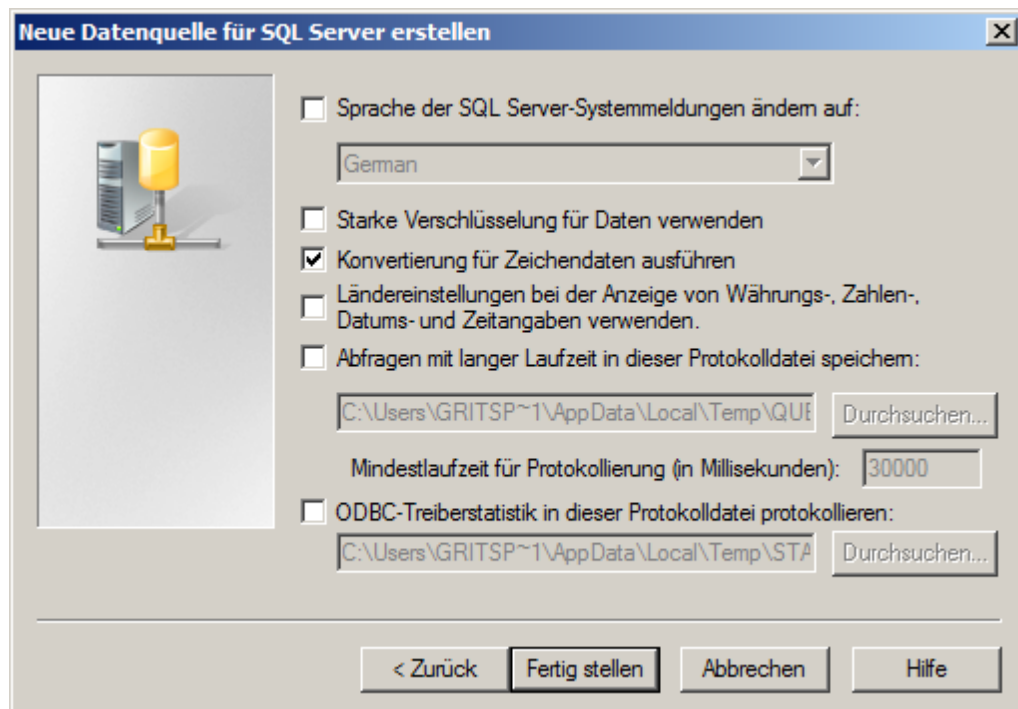 Neue Datenquelle für SQL Server erstellen
Sprache der SQL Server-Systemmeldungen ändern auf:
German
Starke Verschlüsselung für Daten verwenden
Konvertierung für Zeichendaten ausführen
Ländereinstellungen bei der Anzeige von Währungs-, Zahlen-,
Datums- und Zeitangaben verwenden.
Abfragen mit langer Laufzeit in dieser Protokolldatei speichern:
C:\Users\GRITSP~1\AppData\Local\Temp\QUE Durchsuchen...
Mindestlaufzeit für Protokollierung (in Millisekunden): 30000
ODBC-Treiberstatistik in dieser Protokolldatei protokollieren:
C:\Users\GRITSP~1\AppData\Local\Temp\STA Durchsuchen...
< Zurück Fertig stellen Abbrechen Hilfe